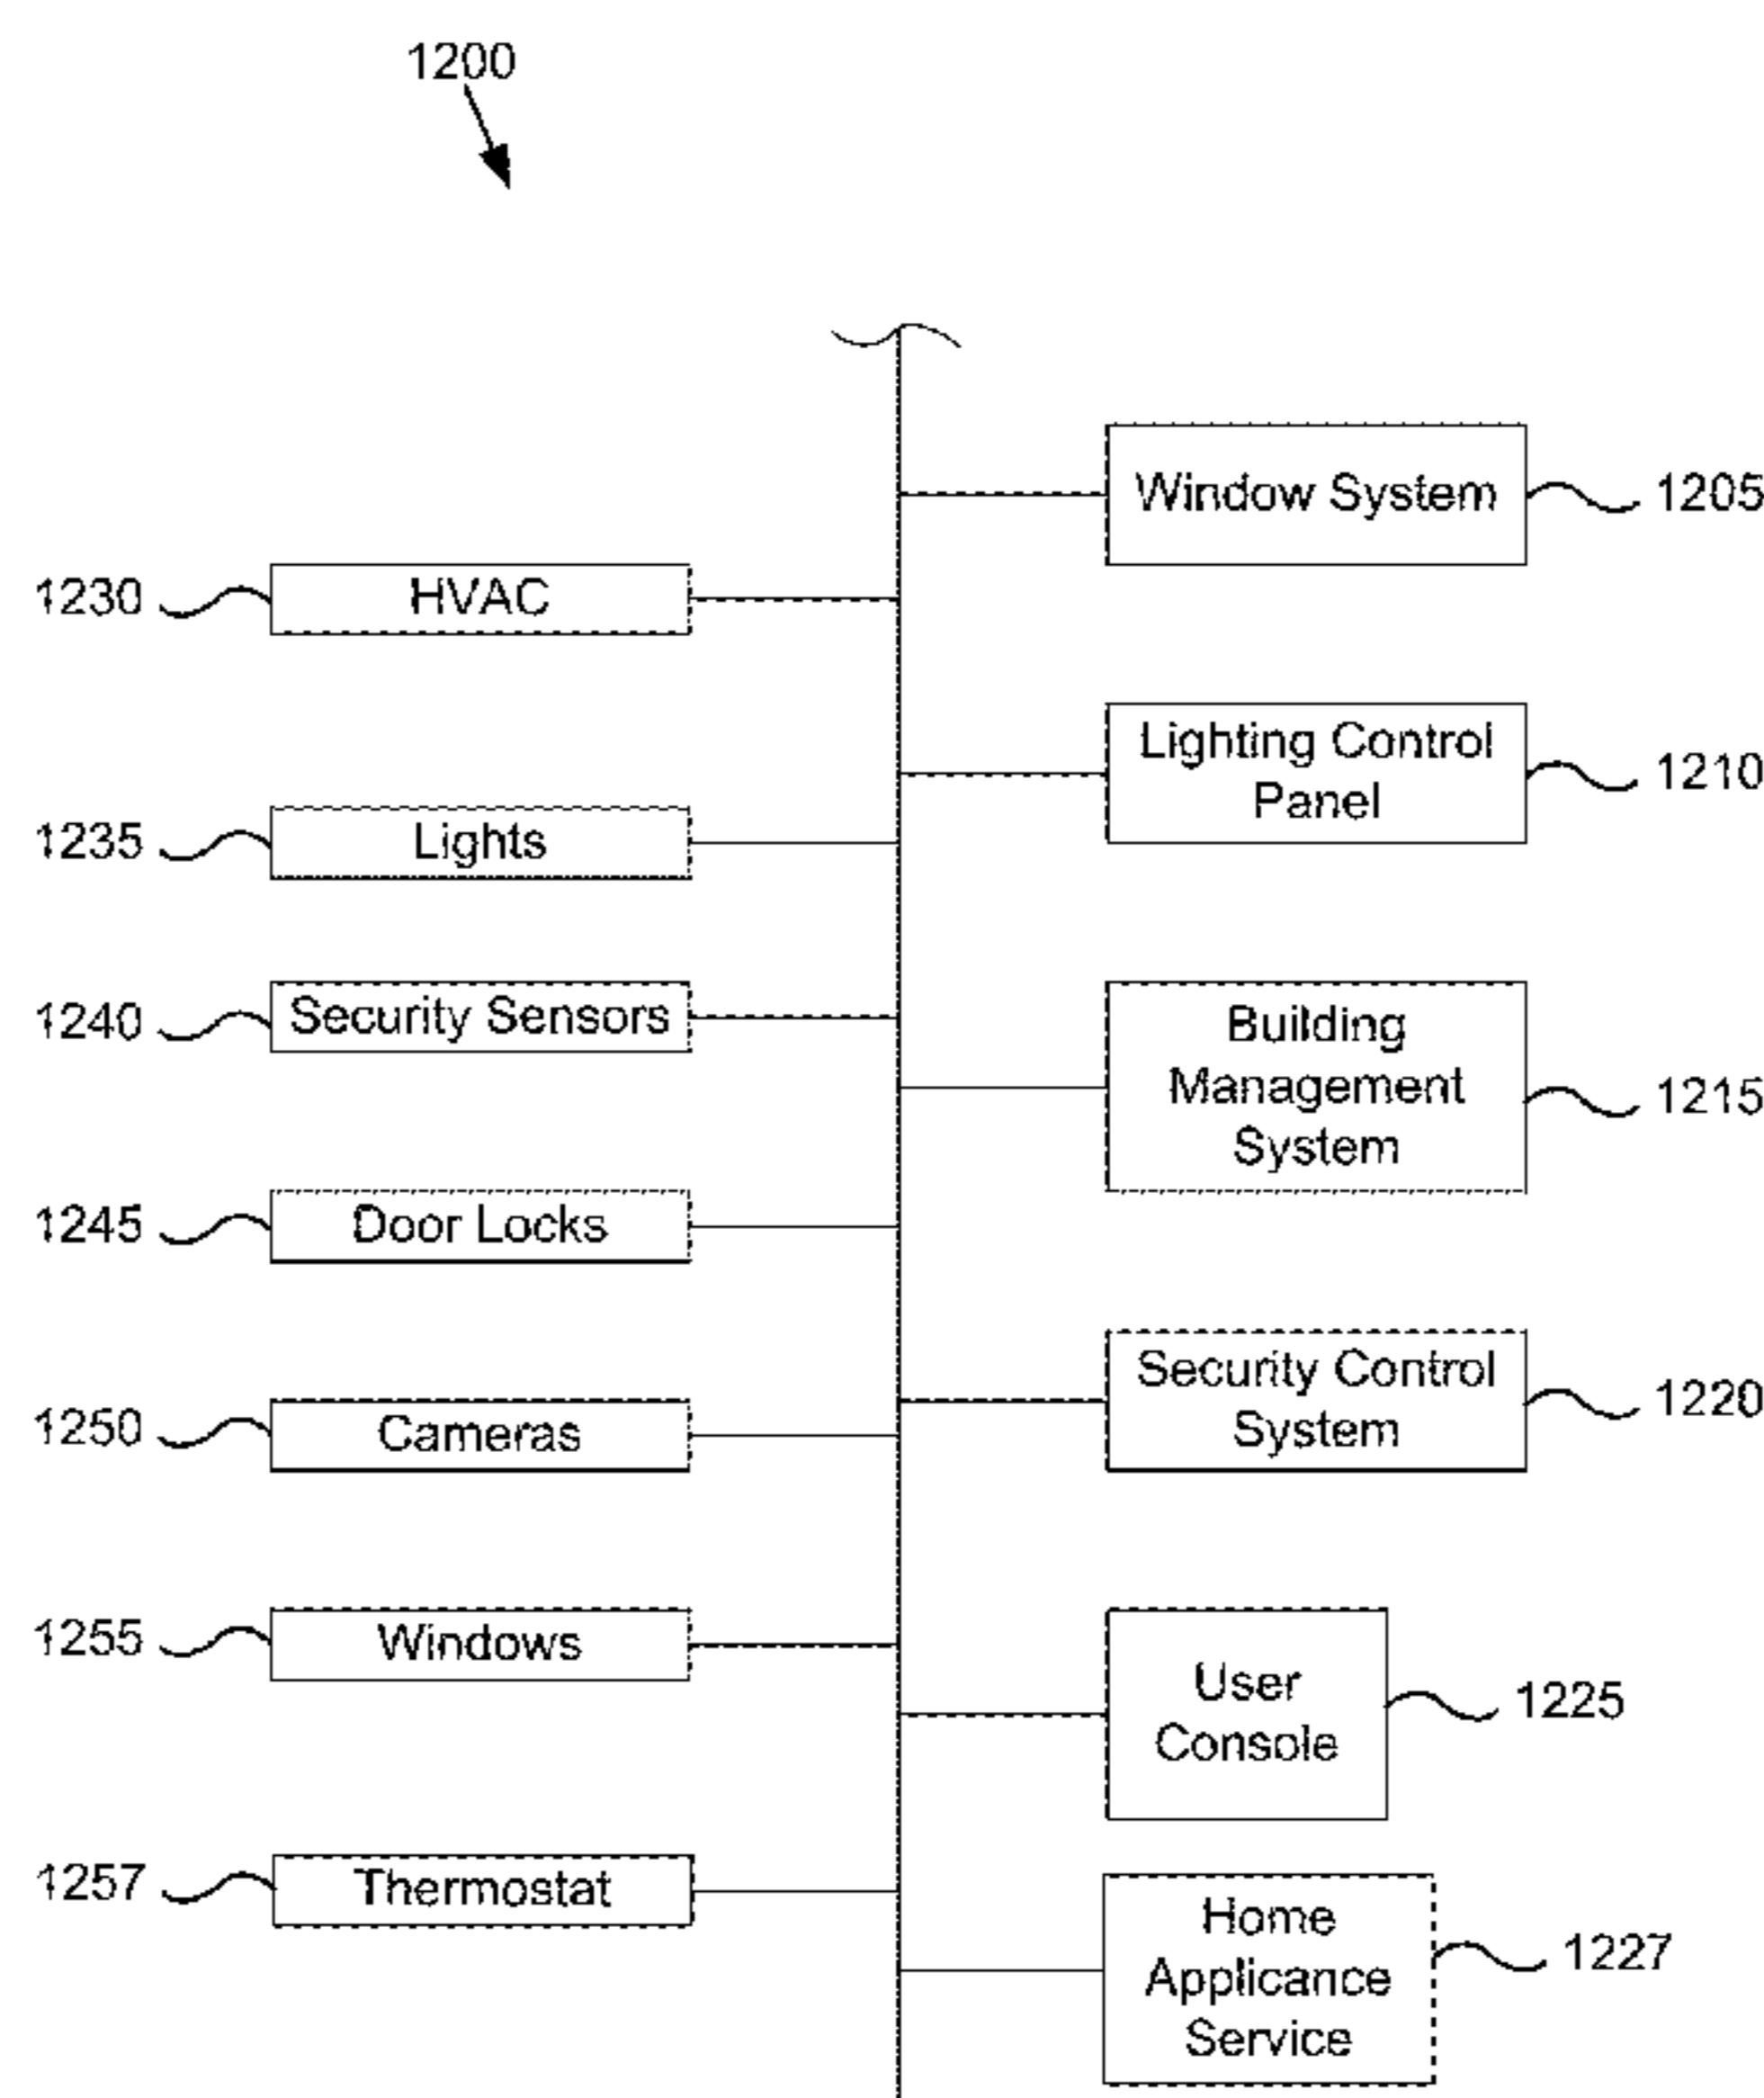 1200
Window System
1205
1230
HVAC
Lighting Control
Panel
1210
1235
Lights
1240
Security Sensors
Building
Management
System
1215
1245
Door Locks
Security Control
System
1220
1250
Cameras
1255
Windows
User
Console
1225
1257
Thermostat
Home
Applicance
Service
1227